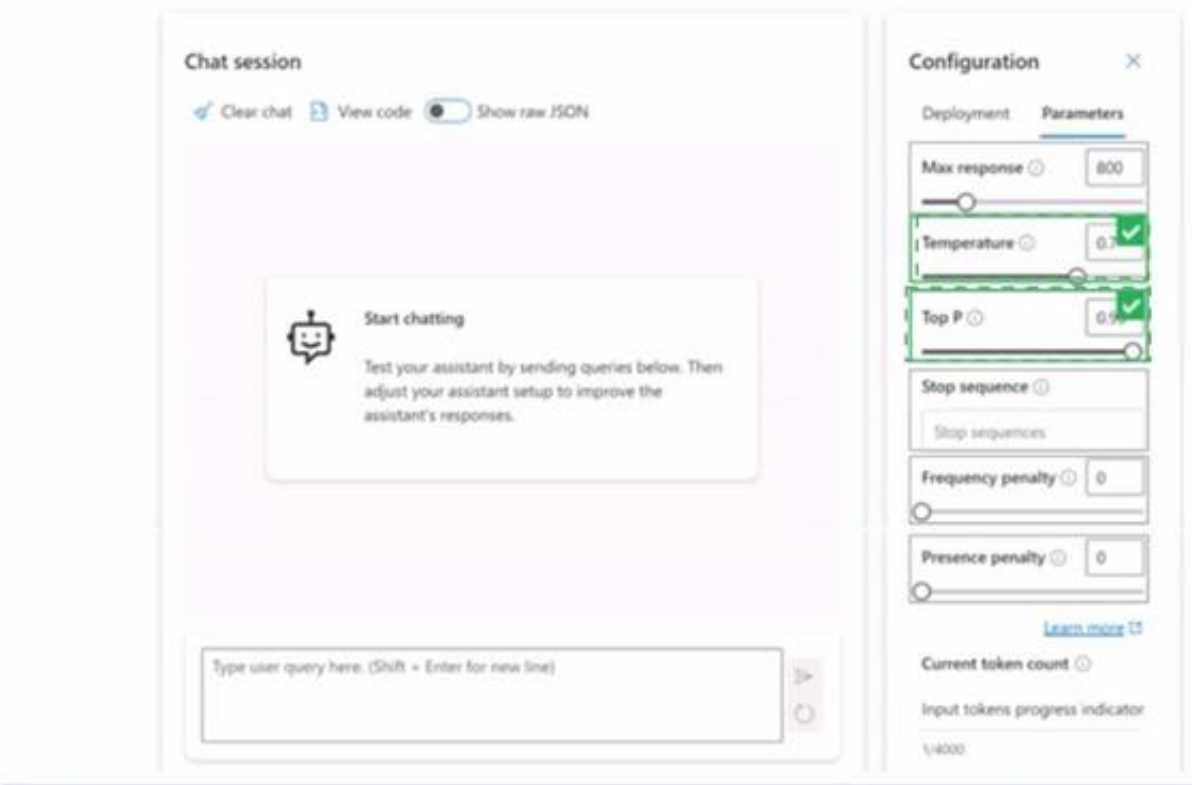 Chat session
Clear chat View code Show raw JSON
Start chatting
Test your assistant by sending queries below. Then
adjust your assistant setup to improve the
assistant's responses.
Type user query here. (Shift + Enter for new line)
Configuration
Deployment Parameters
Max response 800
Temperature
Top P
Stop sequence
Stop sequences
Frequency penalty 0
Presence penalty 0
Learn more
Current token count
Input tokens progress indicator
1/4000